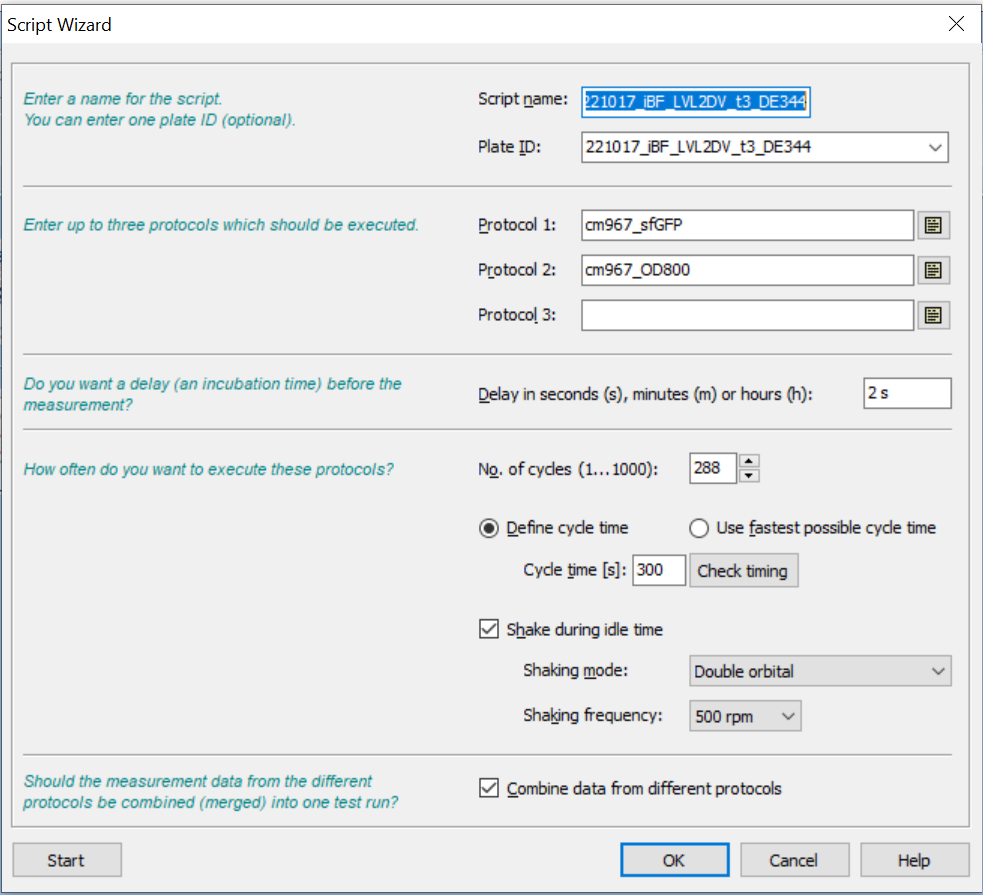 Script Wizard
Enter a name for the script.
You can enter one plate ID (optional).
Script name: 221017_iBF_LVL2DV_t3_DE344
Plate ID: 221017_iBF_LVL2DV_t3_DE344
Enter up to three protocols which should be executed.
Protocol 1: cm967_sfGFP
Protocol 2: cm967_OD800
Protocol 3:
Do you want a delay (an incubation time) before the
measurement?
Delay in seconds (s), minutes (m) or hours (h): 2 s
How often do you want to execute these protocols?
No. of cycles (1...1000): 288
Define cycle time Use fastest possible cycle time
Cycle time [s]: 300 Check timing
Shake during idle time
Shaking mode: Double orbital
Shaking frequency: 500 rpm
Should the measurement data from the different
protocols be combined (merged) into one test run?
Combine data from different protocols
Start OK Cancel Help